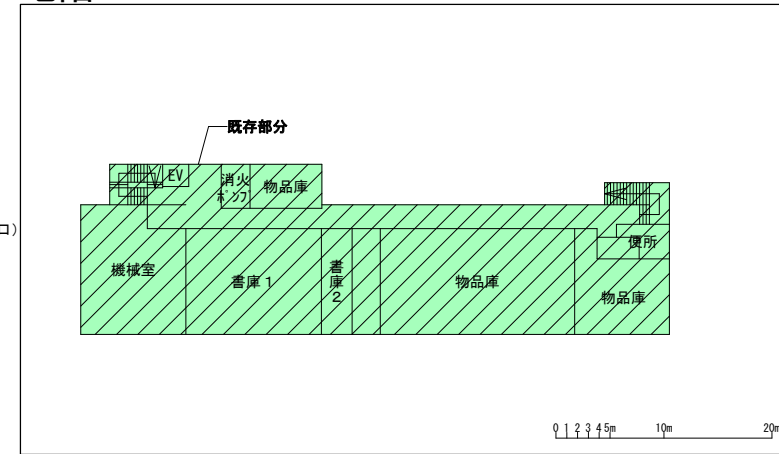 既存部分
EV
消火
ﾎﾟﾝﾌﾟ
物品庫
ロ)
便所
機械室
書庫１
書庫２
物品庫
物品庫
0 1 2 3 4 5m 10m 20m